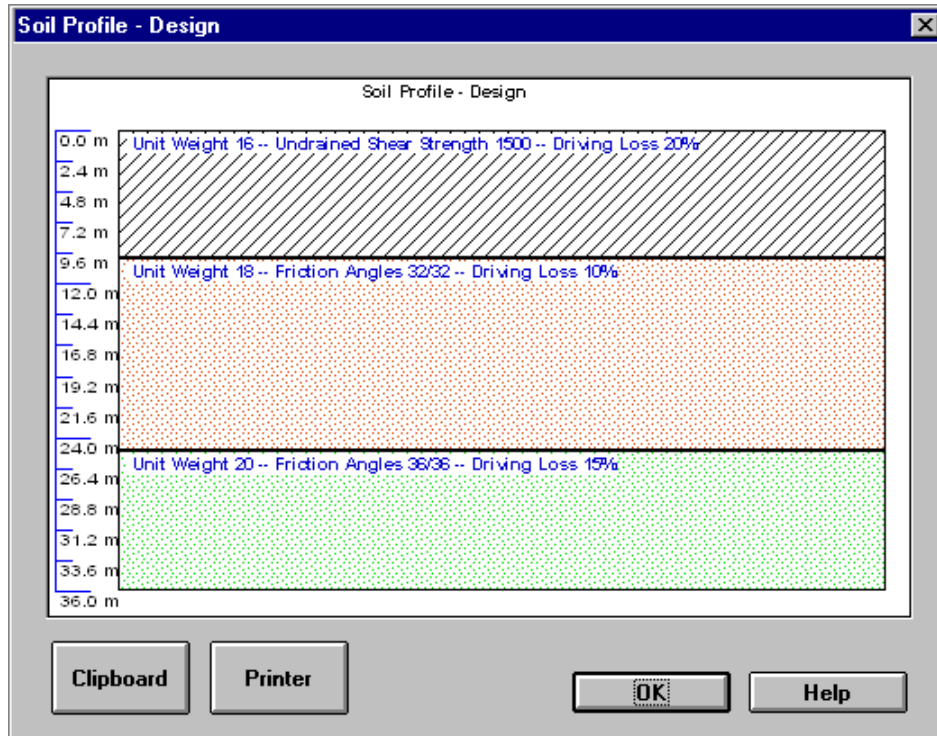 Soil Profile - Design
Soil Profile - Design
0.0 m
Unit Weight 16 -- Undrained Shear Strength 1500 -- Driving Loss 20%
2.4 m
4.8 m
7.2 m
9.6 m
Unit Weight 18 -- Friction Angles 32/32 -- Driving Loss 10%
12.0 m
14.4 m
16.8 m
19.2 m
21.6 m
24.0 m
Unit Weight 20 -- Friction Angles 36/36 -- Driving Loss 15%
26.4 m
28.8 m
31.2 m
33.6 m
36.0 m
Clipboard
Printer
OK
Help